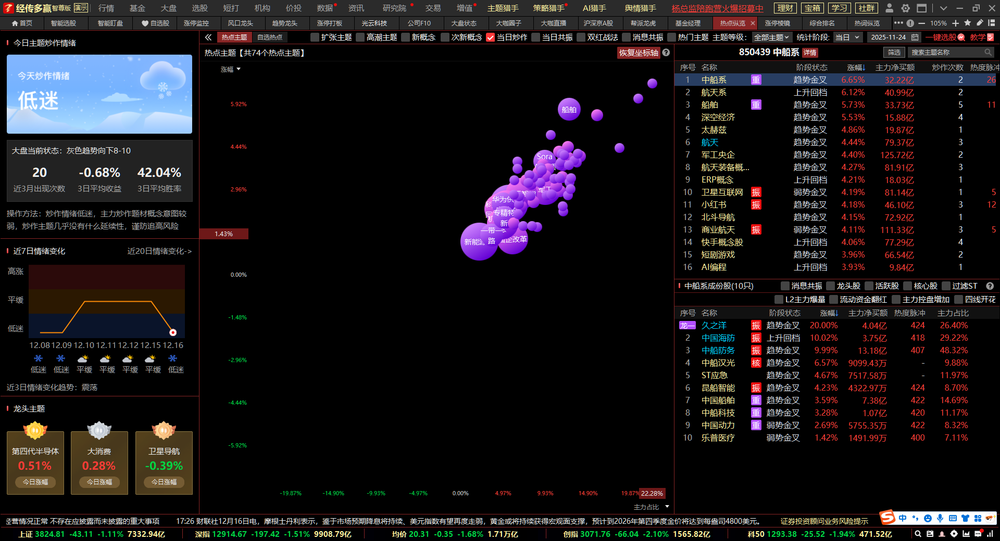 经传多赢 智尊版 演示 行情 基金 大盘 选股 短打 机构 价投 数据 资讯 研究院 交易 增值 主题猎手 策略猎手 AI猎手 舆情猎手 杨总监陪跑营火爆招募中 理财 宝箱 学习 社群
首页 智能选股 智能盯盘 自选股 涨停监控 风口龙头 趋势龙头 涨停打板 光云科技 公司F10 大盘状态 大咖圈子 大咖直播 沪深京A股 帮派龙虎 基金经理 热点纵览 涨停棱镜 综合排名 热词纵览 105%
今日主题炒作情绪
今天炒作情绪
低迷
大盘当前状态：灰色趋势向下8-10
20 -0.68% 42.04%
近3月出现次数 3日平均收益 3日平均胜率
操作方法：炒作情绪低迷，主力炒作题材概念意图较
弱，炒作主题几乎没有什么延续性，谨防追高风险
近7日情绪变化 近20日情绪变化->
高涨
平缓
低迷
12.08 12.09 12.10 12.11 12.12 12.15 12.16
低迷 低迷 平缓 平缓 平缓 平缓 低迷
近3日情绪变化趋势：震荡
龙头主题
第四代半导体 大消费 卫星导航
0.51% 0.28% -0.39%
今日涨幅 今日涨幅 今日涨幅
热点主题 自选热点 扩张主题 高潮主题 新概念 次新概念 当日炒作 当日共振 双红战法 消息共振 热门主题 主题等级： 全部主题 统计阶段： 当日 2025-11-24 一键选股 教学
热点主题【共74个热点主题】 恢复坐标轴
涨幅
5.92%
4.44%
2.96%
1.43%
0.00%
-1.48%
-2.96%
-4.44%
-5.92%
船舶
Sora
军工
华为
专精特
新
一带一
路
新能源
国企改革
-19.87% -14.90% -9.93% -4.97% 0.00% 4.97% 9.93% 14.90% 19.87% 22.28%
主力占比
850439 中船系 详情 筛选 搜索主题名称
序号 名称 阶段状态 涨幅↓ 主力净买额 炒作次数 热度脉冲
1 中船系 重 趋势金叉 6.65% 32.22亿 2 26
2 航天系 上升回档 6.12% 40.99亿 2
3 船舶 重 趋势金叉 5.73% 33.73亿 5 11
4 深空经济 趋势金叉 5.53% 15.88亿 4
5 太赫兹 趋势金叉 4.86% 19.87亿 1
6 航天 趋势金叉 4.44% 79.37亿 3
7 军工央企 趋势金叉 4.40% 125.72亿 2
8 航天装备概... 趋势金叉 4.27% 81.91亿 3
9 ERP概念 上升回档 4.21% 18.03亿 1
10 卫星互联网 振 弱势金叉 4.19% 81.14亿 1 5
11 小红书 振 趋势金叉 4.18% 46.10亿 3 12
12 北斗导航 趋势金叉 4.15% 72.92亿 1
13 商业航天 振 弱势金叉 4.11% 111.33亿 3 5
14 快手概念股 上升回档 4.06% 77.29亿 4
15 短剧游戏 趋势金叉 3.96% 66.54亿 2
16 AI编程 上升回档 3.93% 9.84亿 1
中船系成份股(10只) 消息共振 龙头股 活跃股 核心股 过滤ST
L2主力爆量 流动资金翻红 主力控盘增加 四线开花
序号 名称 阶段状态 涨幅↓ 主力净买额 热度脉冲 主力占比
龙一 久之洋 振 趋势金叉 20.00% 4.04亿 424 26.40%
2 中国海防 振 上升回档 10.02% 3.75亿 418 29.22%
3 中船防务 振 趋势金叉 9.99% 13.18亿 407 48.32%
4 中船汉光 核 趋势金叉 6.57% 9099.43万 - 9.88%
5 ST应急 趋势金叉 4.67% 7517.58万 - 11.97%
6 昆船智能 振 趋势金叉 4.23% 4322.97万 424 8.70%
7 中国船舶 重 趋势金叉 3.59% 7.38亿 422 14.69%
8 中船科技 重 趋势金叉 3.28% 1.07亿 420 11.17%
9 中国动力 重 弱势金叉 2.69% 5755.35万 422 8.32%
10 乐普医疗 弱势金叉 1.42% 1491.99万 400 7.11%
经营情况正常 不存在应披露而未披露的重大事项 17:26 财联社12月16日电，摩根士丹利表示，鉴于市场预期降息将持续、美元指数有望再度走弱，黄金或将持续获得宏观面支撑，预计到2026年第四季度金价将达到每盎司4800美元。 证券投资顾问业务风险提示 中
上证 3824.81 -43.11 -1.11% 7332.94亿 深指 12914.67 -197.42 -1.51% 9908.79亿 均价 20.31 -0.35 -1.68% 1.71万亿 创指 3071.76 -66.04 -2.10% 1565.82亿 科50 1293.38 -25.52 -1.94% 471.52亿